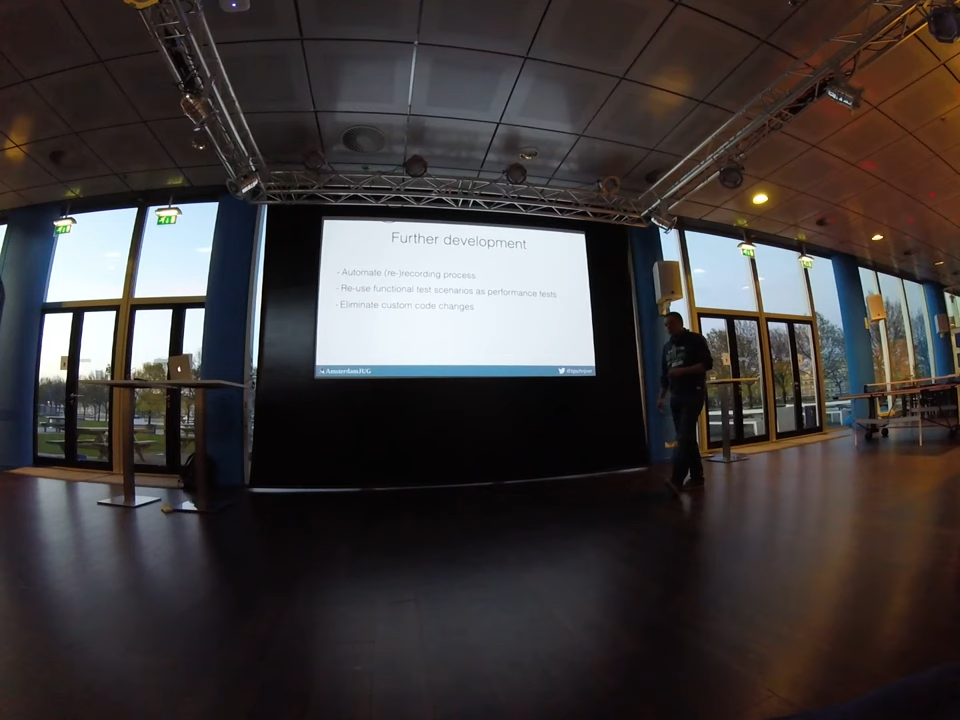 Further development
- Automate (re-)recording process
- Re-use functional test scenarios as performance tests
- Eliminate custom code changes
AmsterdamJUG